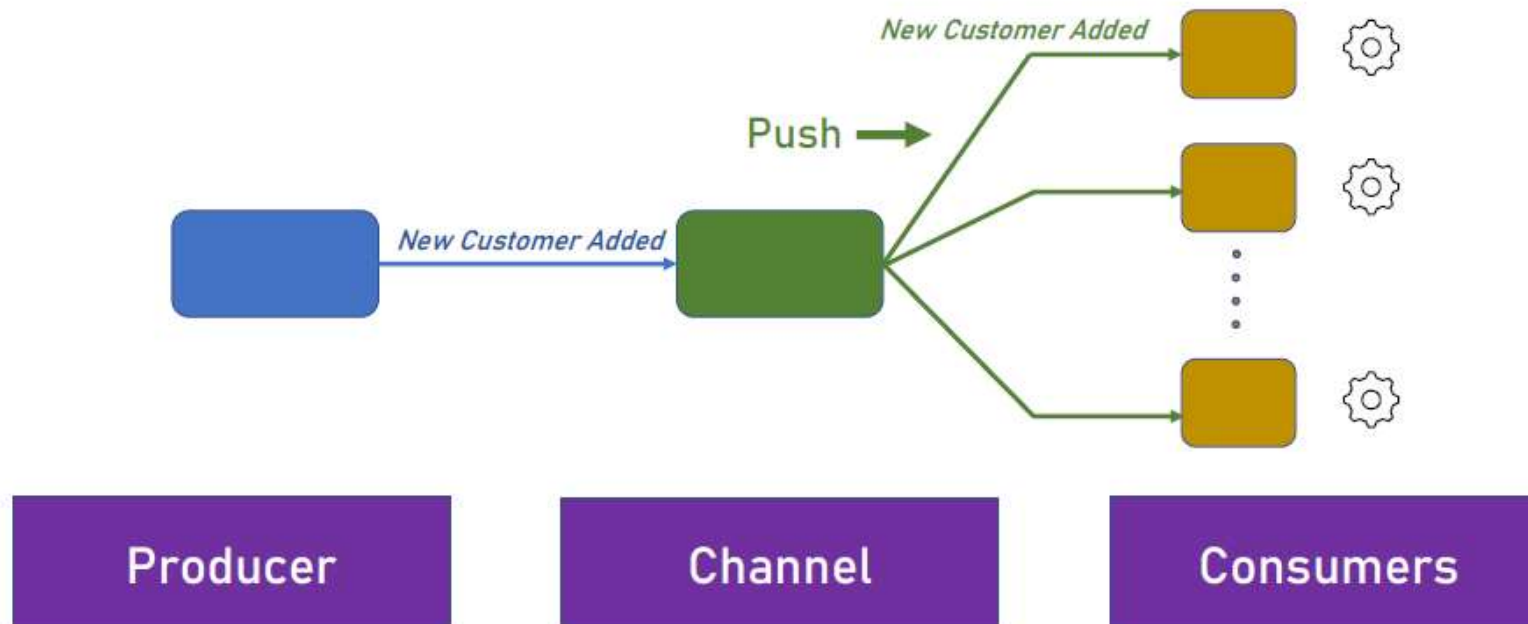 New Customer Added
Push
New Customer Added
Producer
Channel
Consumers